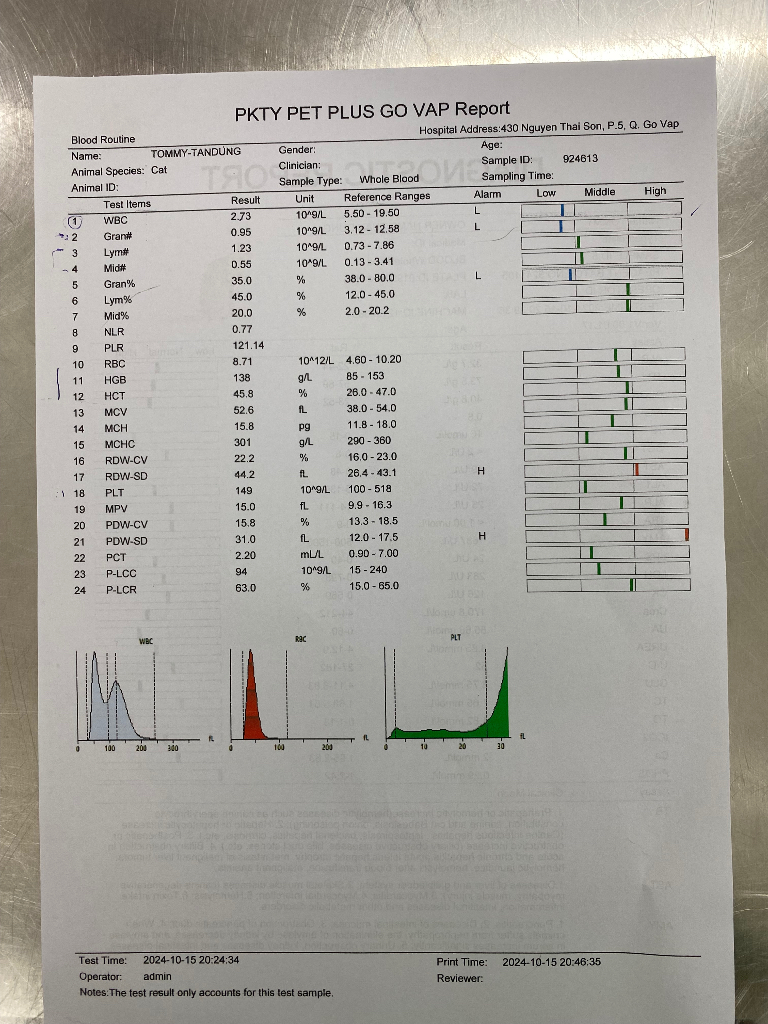 PKTY PET PLUS GO VAP Report
Blood Routine Hospital Address:430 Nguyen Thai Son, P.5, Q. Go Vap
Name: TOMMY-TANDUNG Gender: Age:
Animal Species: Cat Clinician: Sample ID: 924613
Animal ID: Sample Type: Whole Blood Sampling Time:
Test Items Result Unit Reference Ranges Alarm Low Middle High
1 WBC 2.73 10^9/L 5.50 - 19.50 L
2 Gran# 0.95 10^9/L 3.12 - 12.58 L
3 Lym# 1.23 10^9/L 0.73 - 7.86
4 Mid# 0.55 10^9/L 0.13 - 3.41
5 Gran% 35.0 % 38.0 - 80.0 L
6 Lym% 45.0 % 12.0 - 45.0
7 Mid% 20.0 % 2.0 - 20.2
8 NLR 0.77
9 PLR 121.14
10 RBC 8.71 10^12/L 4.60 - 10.20
11 HGB 138 g/L 85 - 153
12 HCT 45.8 % 26.0 - 47.0
13 MCV 52.6 fL 38.0 - 54.0
14 MCH 15.8 pg 11.8 - 18.0
15 MCHC 301 g/L 290 - 360
16 RDW-CV 22.2 % 16.0 - 23.0
17 RDW-SD 44.2 fL 26.4 - 43.1 H
18 PLT 149 10^9/L 100 - 518
19 MPV 15.0 fL 9.9 - 16.3
20 PDW-CV 15.8 % 13.3 - 18.5
21 PDW-SD 31.0 fL 12.0 - 17.5 H
22 PCT 2.20 mL/L 0.90 - 7.00
23 P-LCC 94 10^9/L 15 - 240
24 P-LCR 63.0 % 15.0 - 65.0
WBC RBC PLT
0 100 200 300 fL 0 100 200 fL 0 10 20 30 fL
Test Time: 2024-10-15 20:24:34 Print Time: 2024-10-15 20:46:35
Operator: admin Reviewer:
Notes:The test result only accounts for this test sample.